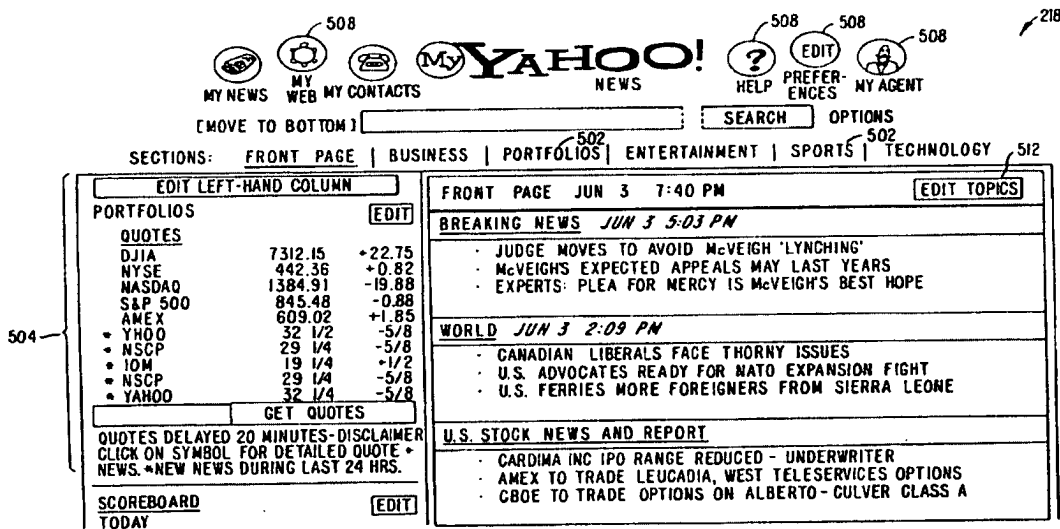 508 508 508 508 218
My YAHOO!
NEWS
MY NEWS MY WEB MY CONTACTS HELP EDIT PREFER-ENCES MY AGENT
[MOVE TO BOTTOM] SEARCH OPTIONS
502 502
SECTIONS: FRONT PAGE | BUSINESS | PORTFOLIOS | ENTERTAINMENT | SPORTS | TECHNOLOGY
512
504
EDIT LEFT-HAND COLUMN
PORTFOLIOS EDIT
QUOTES
DJIA 7312.15 +22.75
NYSE 442.36 +0.82
NASDAQ 1384.91 -19.88
S&P 500 845.48 -0.88
AMEX 609.02 +1.85
* YHOO 32 1/2 -5/8
* NSCP 29 1/4 -5/8
* IOM 19 1/4 +1/2
* NSCP 29 1/4 -5/8
* YAHOO 32 1/4 -5/8
GET QUOTES
QUOTES DELAYED 20 MINUTES-DISCLAIMER
CLICK ON SYMBOL FOR DETAILED QUOTE +
NEWS. *NEW NEWS DURING LAST 24 HRS.
SCOREBOARD EDIT
TODAY
FRONT PAGE JUN 3 7:40 PM EDIT TOPICS
BREAKING NEWS JUN 3 5:03 PM
· JUDGE MOVES TO AVOID McVEIGH 'LYNCHING'
· McVEIGH'S EXPECTED APPEALS MAY LAST YEARS
· EXPERTS: PLEA FOR MERCY IS McVEIGH'S BEST HOPE
WORLD JUN 3 2:09 PM
· CANADIAN LIBERALS FACE THORNY ISSUES
· U.S. ADVOCATES READY FOR NATO EXPANSION FIGHT
· U.S. FERRIES MORE FOREIGNERS FROM SIERRA LEONE
U.S. STOCK NEWS AND REPORT
· CARDIMA INC IPO RANGE REDUCED - UNDERWRITER
· AMEX TO TRADE LEUCADIA, WEST TELESERVICES OPTIONS
· CBOE TO TRADE OPTIONS ON ALBERTO-CULVER CLASS A